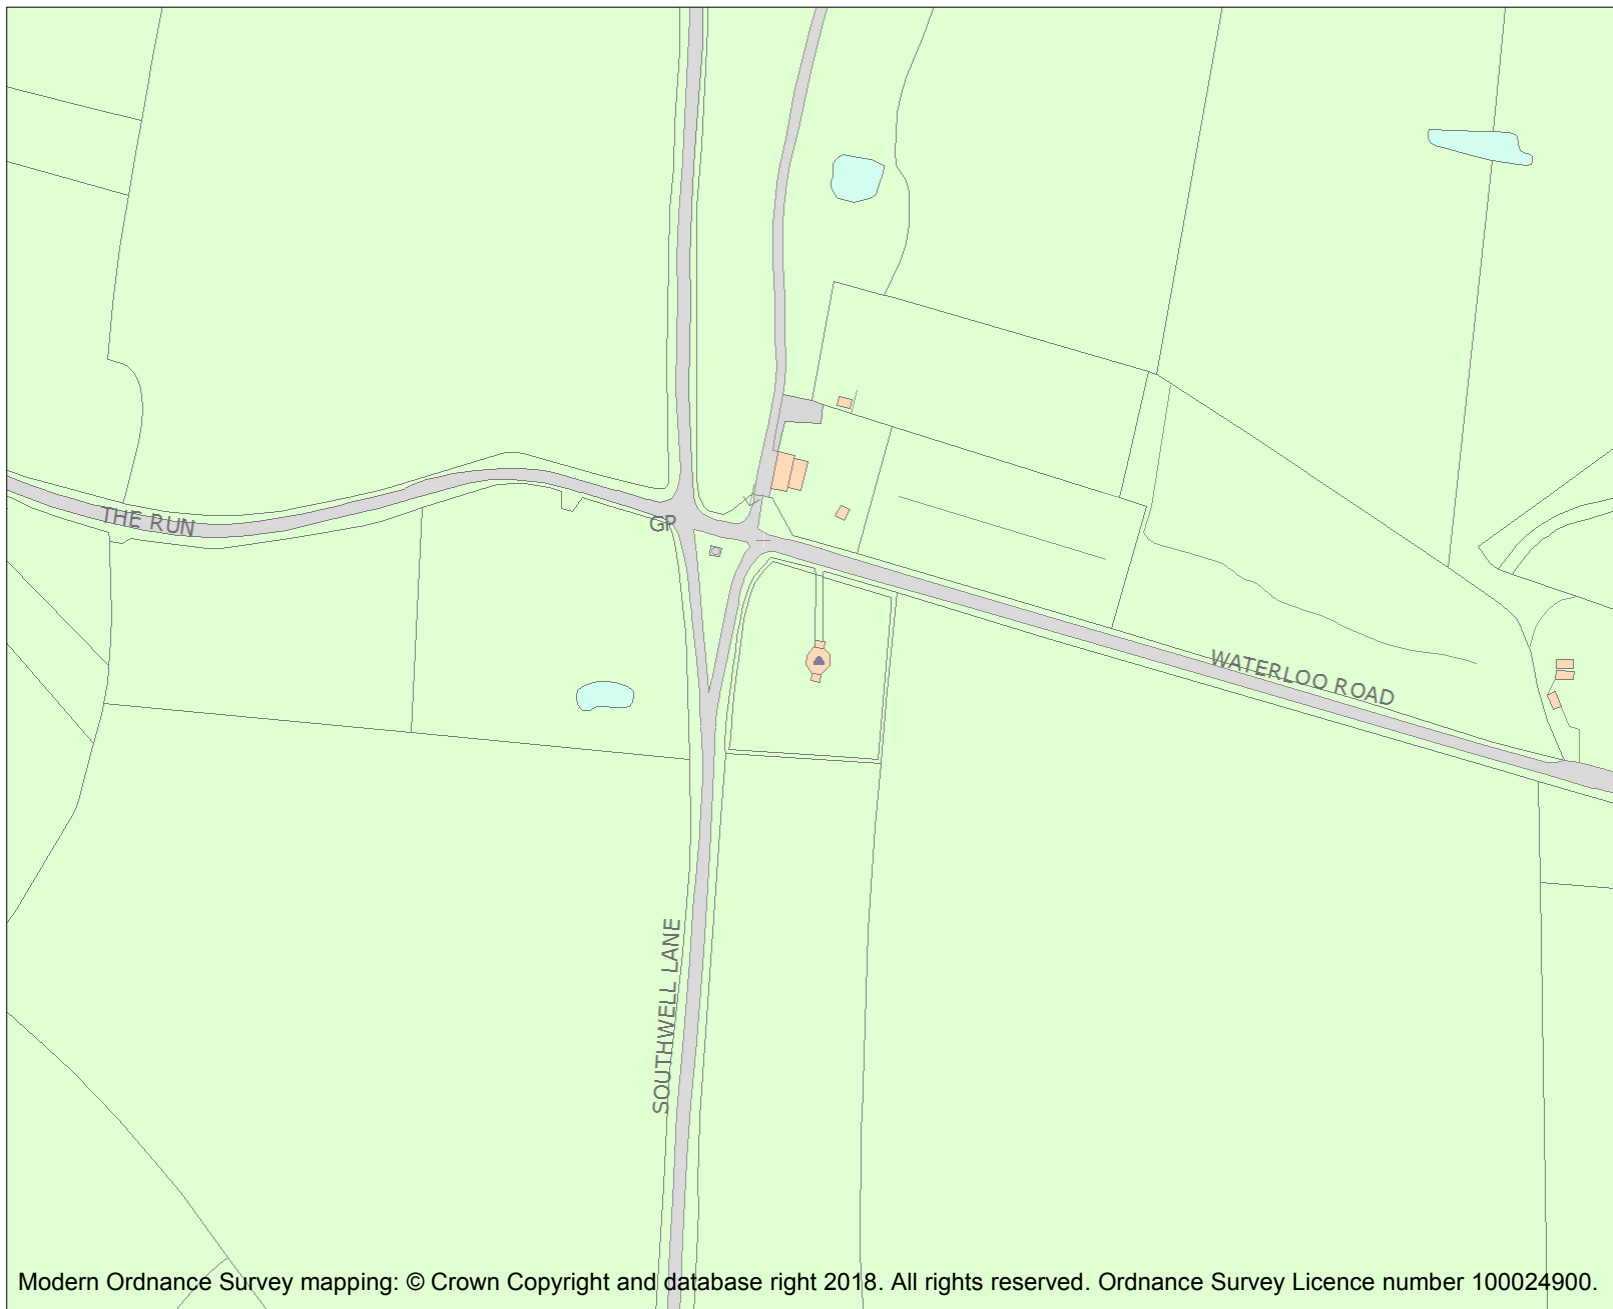 THE RUN
GP
WATERLOO ROAD
SOUTHWELL LANE
Modern Ordnance Survey mapping: © Crown Copyright and database right 2018. All rights reserved. Ordnance Survey Licence number 100024900.